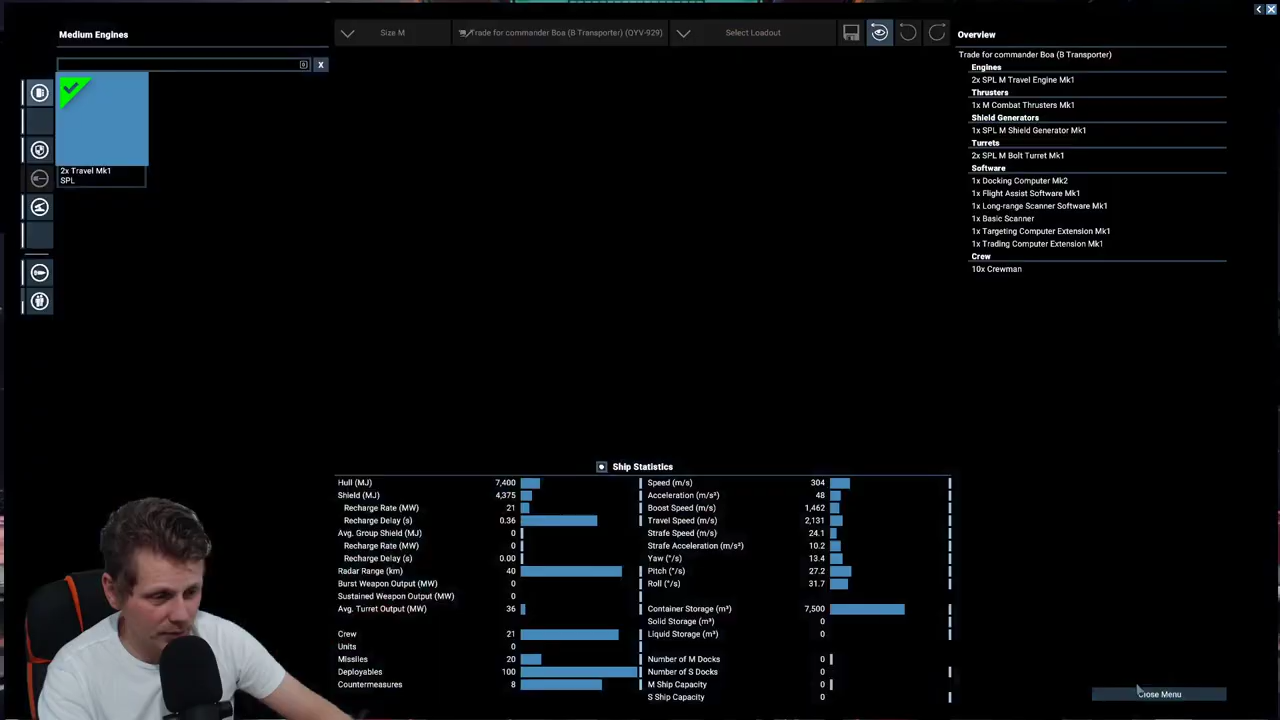 Medium Engines
x
2x Travel Mk1
SPL
Size M
Trade for commander Boa (B Transporter) (QYV-929)
Select Loadout
Overview
Trade for commander Boa (B Transporter)
Engines
2x SPL M Travel Engine Mk1
Thrusters
1x M Combat Thrusters Mk1
Shield Generators
1x SPL M Shield Generator Mk1
Turrets
2x SPL M Bolt Turret Mk1
Software
1x Docking Computer Mk2
1x Flight Assist Software Mk1
1x Long-range Scanner Software Mk1
1x Basic Scanner
1x Targeting Computer Extension Mk1
1x Trading Computer Extension Mk1
Crew
10x Crewman
Ship Statistics
Hull (MJ) 7,400
Shield (MJ) 4,375
Recharge Rate (MW) 21
Recharge Delay (s) 0.36
Avg. Group Shield (MJ) 0
Recharge Rate (MW) 0
Recharge Delay (s) 0.00
Radar Range (km) 40
Burst Weapon Output (MW) 0
Sustained Weapon Output (MW) 0
Avg. Turret Output (MW) 36
Crew 21
Units 0
Missiles 20
Deployables 100
Countermeasures 8
Speed (m/s) 304
Acceleration (m/s²) 48
Boost Speed (m/s) 1,462
Travel Speed (m/s) 2,131
Strafe Speed (m/s) 24.1
Strafe Acceleration (m/s²) 10.2
Yaw (°/s) 13.4
Pitch (°/s) 27.2
Roll (°/s) 31.7
Container Storage (m³) 7,500
Solid Storage (m³) 0
Liquid Storage (m³) 0
Number of M Docks 0
Number of S Docks 0
M Ship Capacity 0
S Ship Capacity 0
Close Menu